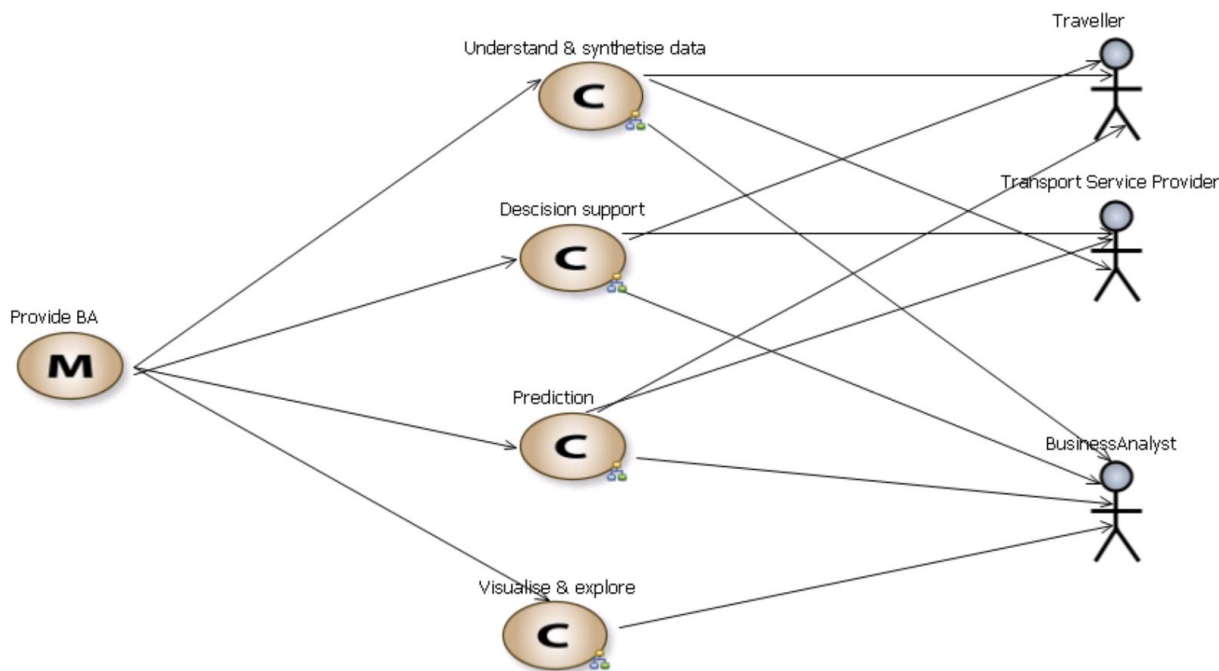 Traveller
Understand & synthetise data
C
Transport Service Provider
Descision support
C
Provide BA
M
Prediction
C
BusinessAnalyst
Visualise & explore
C